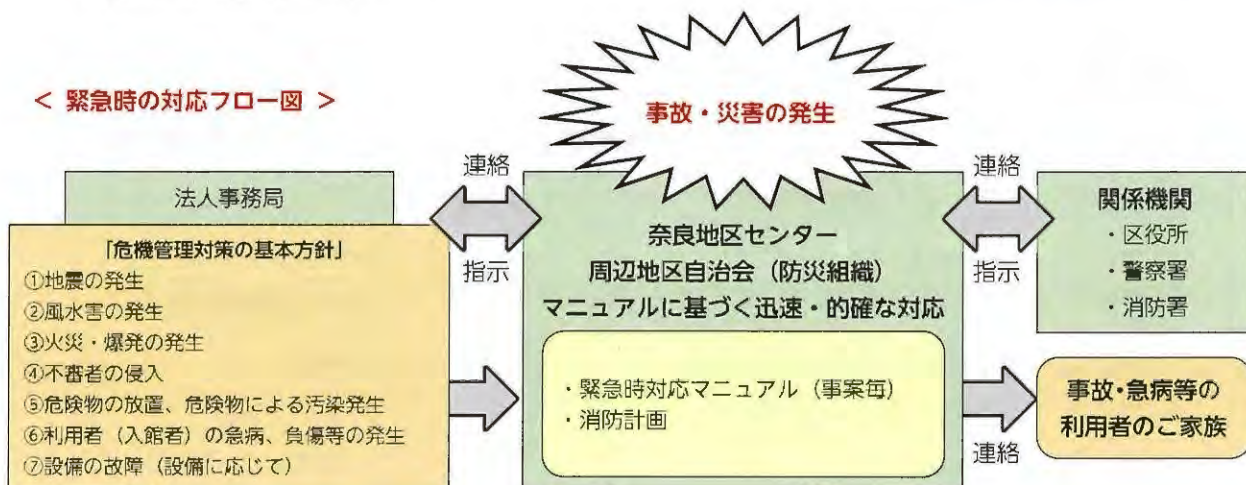 < 緊急時の対応フロー図 >
事故・災害の発生
法人事務局
「危機管理対策の基本方針」
①地震の発生
②風水害の発生
③火災・爆発の発生
④不審者の侵入
⑤危険物の放置、危険物による汚染発生
⑥利用者（入館者）の急病、負傷等の発生
⑦設備の故障（設備に応じて）
連絡
指示
奈良地区センター
周辺地区自治会（防災組織）
マニュアルに基づく迅速・的確な対応
・緊急時対応マニュアル（事案毎）
・消防計画
連絡
指示
関係機関
・区役所
・警察署
・消防署
連絡
事故・急病等の
利用者のご家族